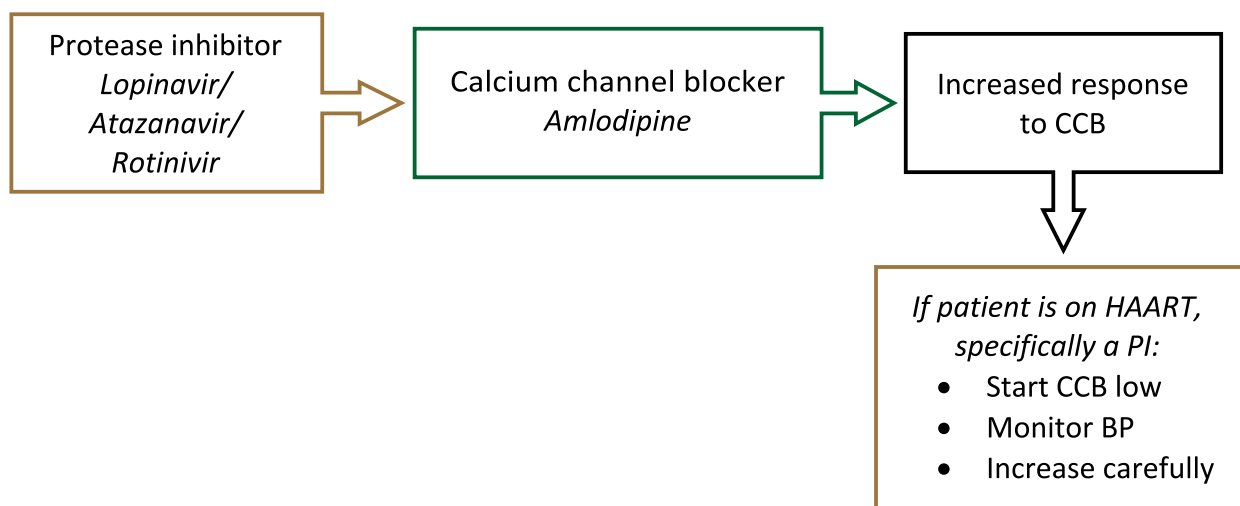 Protease inhibitor
Lopinavir/
Atazanavir/
Rotinivir
Calcium channel blocker
Amlodipine
Increased response
to CCB
If patient is on HAART,
specifically a PI:
• Start CCB low
• Monitor BP
• Increase carefully